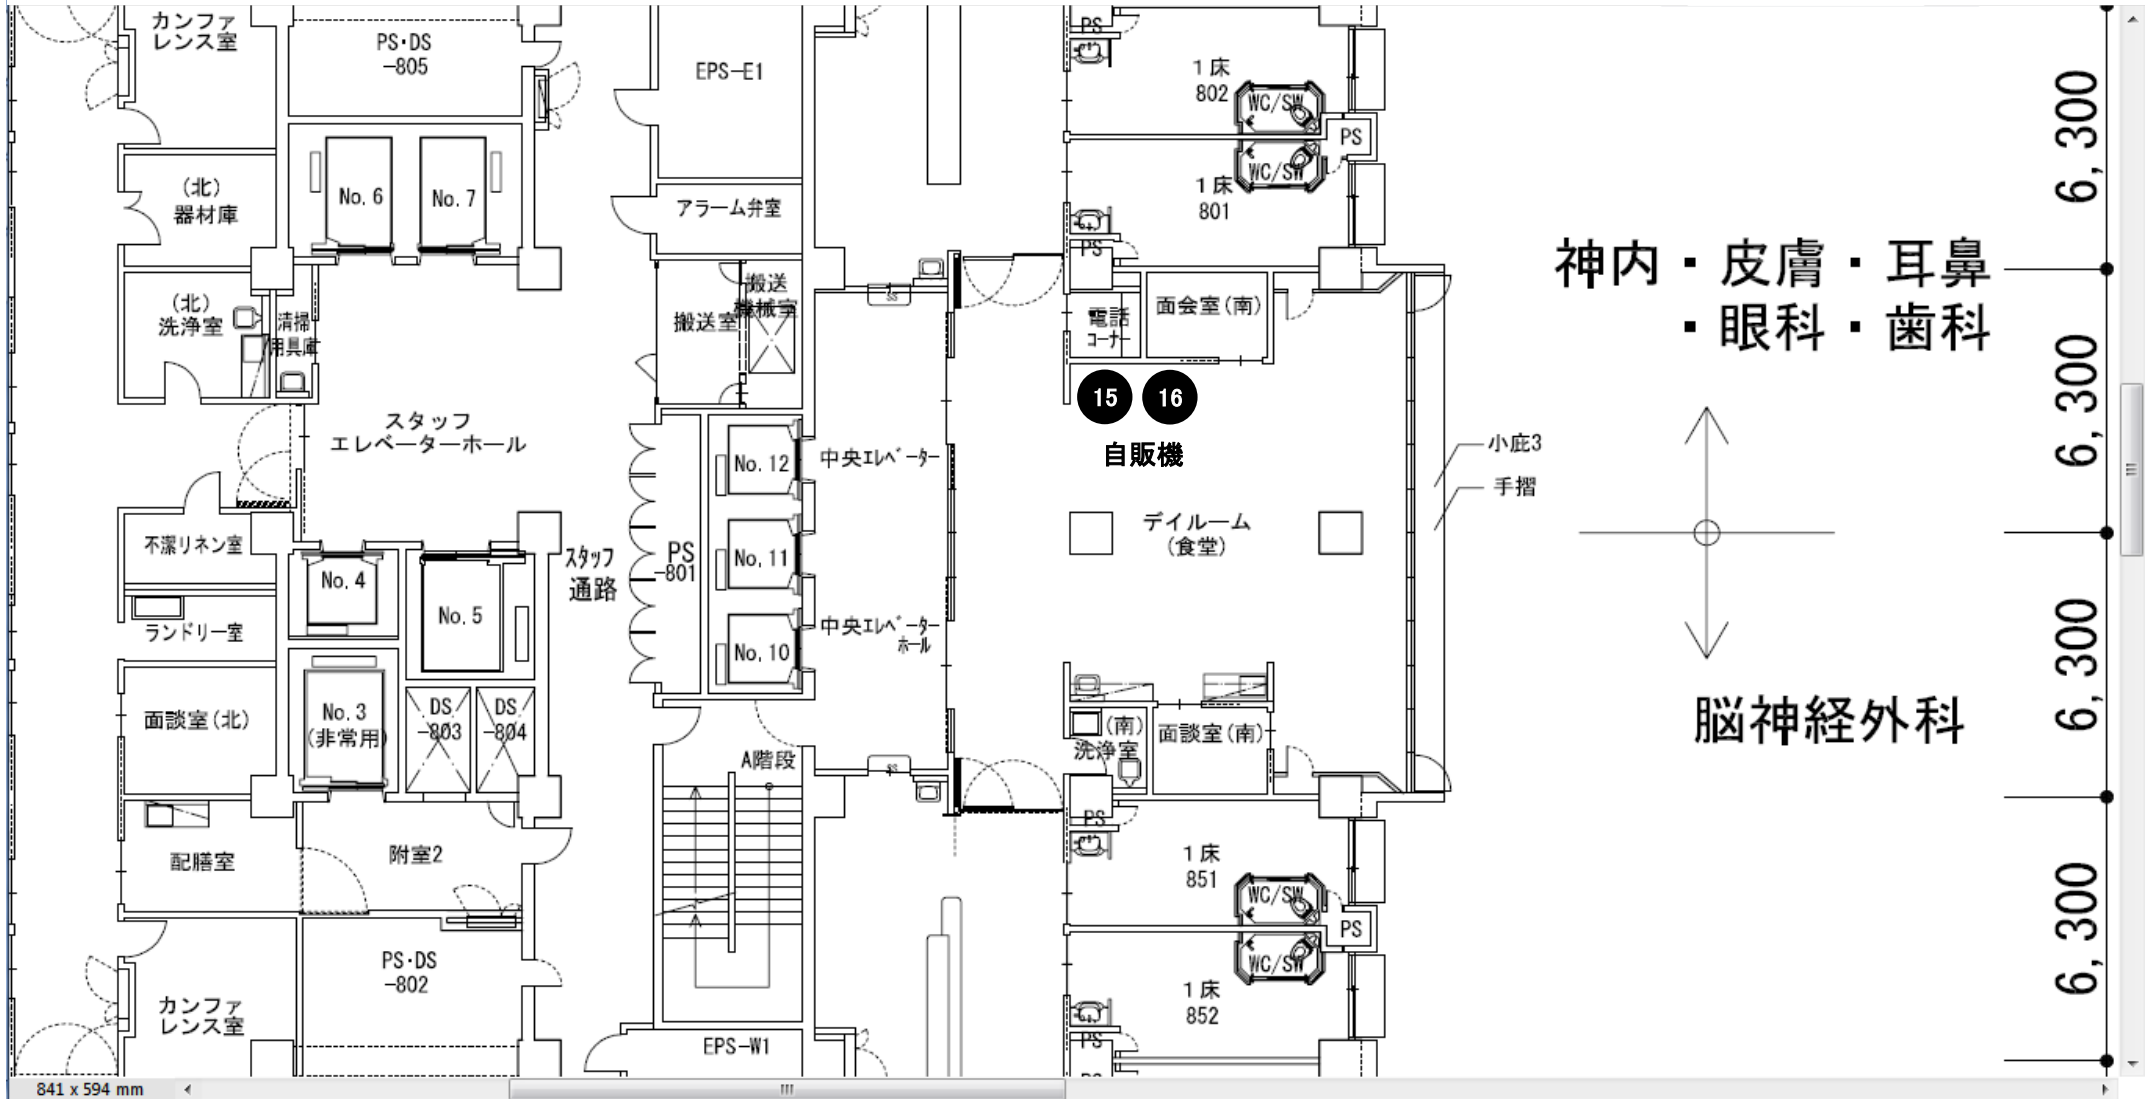 カンファ
レンス室
PS・DS
-805
EPS-E1
PS
1床
802
WC/SW
PS
WC/SW
1床
801
PS
(北)
器材庫
No.6
No.7
アラーム弁室
(北)
洗浄室
清掃
用具庫
搬送
機械室
搬送室
SS
電話
コーナー
面会室(南)
神内・皮膚・耳鼻
・眼科・歯科
15
16
自販機
スタッフ
エレベーターホール
No.12
中央エレベーター
小庇3
手摺
不潔リネン室
No.4
No.5
スタッフ
通路
PS
-801
No.11
デイルーム
(食堂)
ランドリー室
No.10
中央エレベーター
ホール
面談室(北)
No.3
(非常用)
DS
-803
DS
-804
A階段
SS
(南)
洗浄室
面談室(南)
脳神経外科
配膳室
附室2
PS
1床
851
WC/SW
PS
WC/SW
1床
852
PS
カンファ
レンス室
PS・DS
-802
EPS-W1
6,300
6,300
6,300
6,300
841 x 594 mm